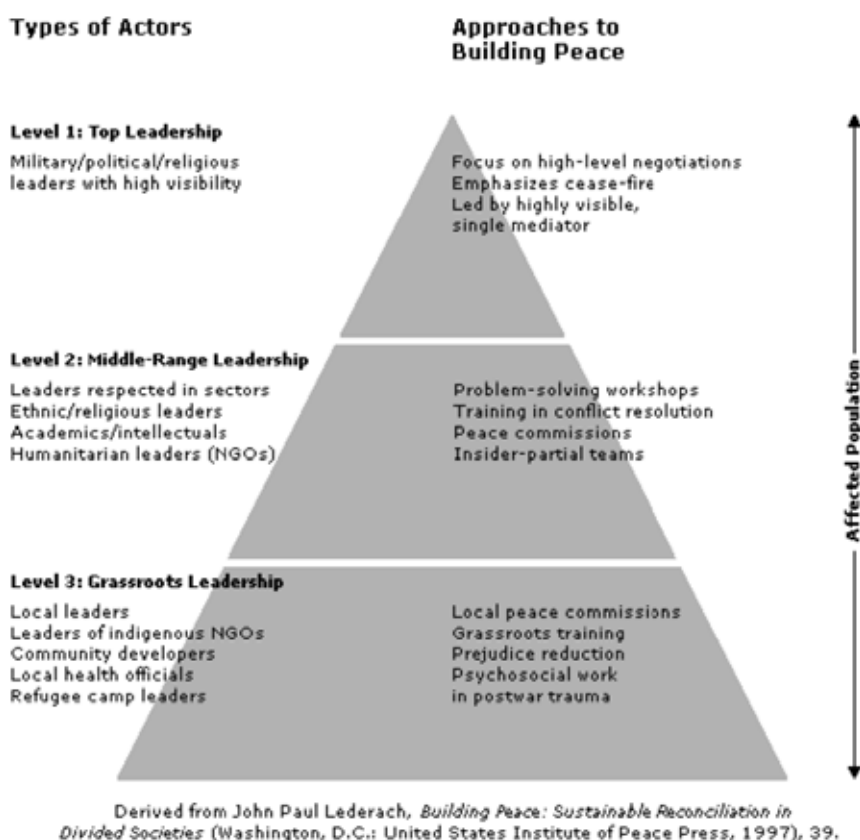 Types of Actors
Approaches to
Building Peace
Level 1: Top Leadership
Military/political/religious
leaders with high visibility
Focus on high-level negotiations
Emphasizes cease-fire
Led by highly visible,
single mediator
Level 2: Middle-Range Leadership
Leaders respected in sectors
Ethnic/religious leaders
Academics/intellectuals
Humanitarian leaders (NGOs)
Problem-solving workshops
Training in conflict resolution
Peace commissions
Insider-partial teams
Level 3: Grassroots Leadership
Local leaders
Leaders of indigenous NGOs
Community developers
Local health officials
Refugee camp leaders
Local peace commissions
Grassroots training
Prejudice reduction
Psychosocial work
in postwar trauma
Affected Population
Derived from John Paul Lederach, Building Peace: Sustainable Reconciliation in
Divided Societies (Washington, D.C.: United States Institute of Peace Press, 1997), 39.